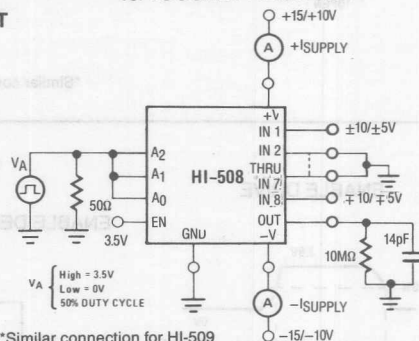 T
+15/+10V
A
+ISUPPLY
+V
IN 1
±10/±5V
IN 2
THRU
IN 7
IN 8
∓10/∓5V
OUT
HI-508
A2
A1
A0
EN
3.5V
VA
50Ω
GND
-V
10MΩ
14pF
A
-ISUPPLY
-15/-10V
VA
High = 3.5V
Low = 0V
50% DUTY CYCLE
*Similar connection for HI-509